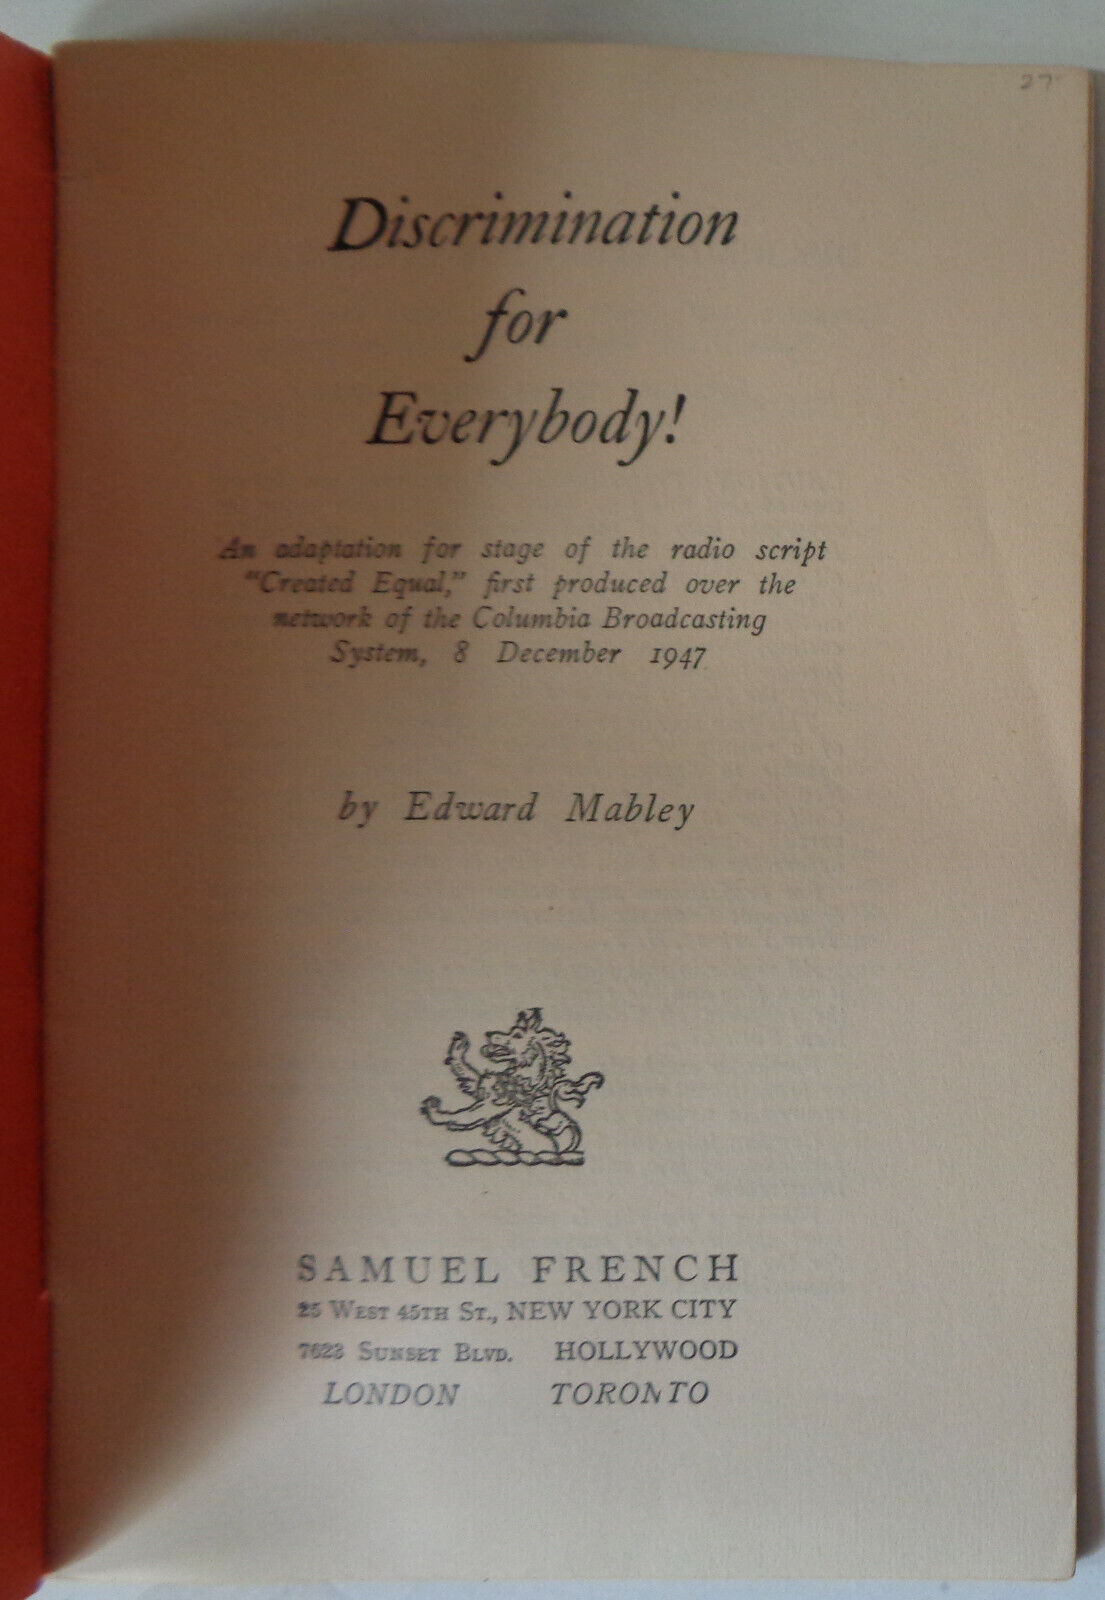 27
Discrimination
for
Everybody!
An adaptation for stage of the radio script
"Created Equal," first produced over the
network of the Columbia Broadcasting
System, 8 December 1947
by Edward Mabley
SAMUEL FRENCH
25 WEST 45TH ST., NEW YORK CITY
7623 SUNSET BLVD. HOLLYWOOD
LONDON TORONTO